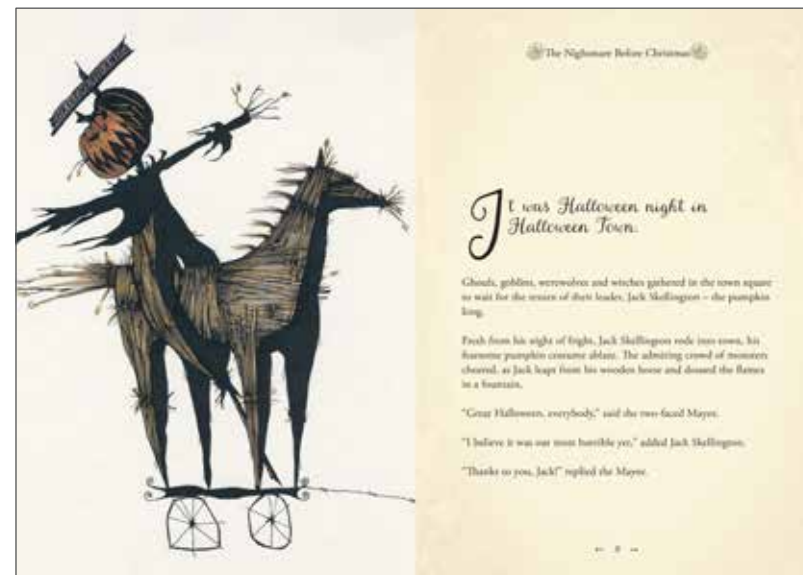 The Nightmare Before Christmas
It was Halloween night in
Halloween Town.
Ghouls, goblins, werewolves and witches gathered in the town square
to wait for the return of their leader, Jack Skellington – the pumpkin
king.
Fresh from his night of fright, Jack Skellington rode into town, his
fearsome pumpkin costume ablaze. The admiring crowd of monsters
cheered, as Jack leapt from his wooden horse and doused the flames
in a fountain.
"Great Halloween, everybody," said the two-faced Mayor.
"I believe it was our most horrible yet," added Jack Skellington.
"Thanks to you, Jack!" replied the Mayor.